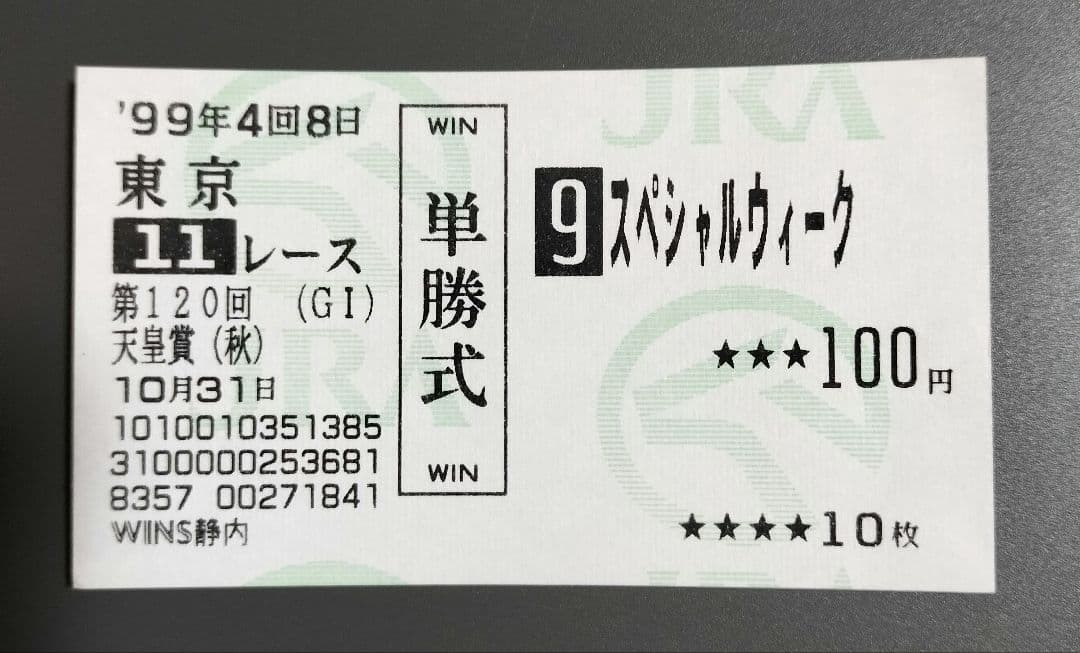 '99年4回8日
東京
11レース
第120回 (GI)
天皇賞(秋)
10月31日
1010010351385
3100000253681
8357 00271841
WINS静内
WIN
単勝式
WIN
9スペシャルウィーク
★★★100円
★★★★10枚
JRA
JRA
JRA